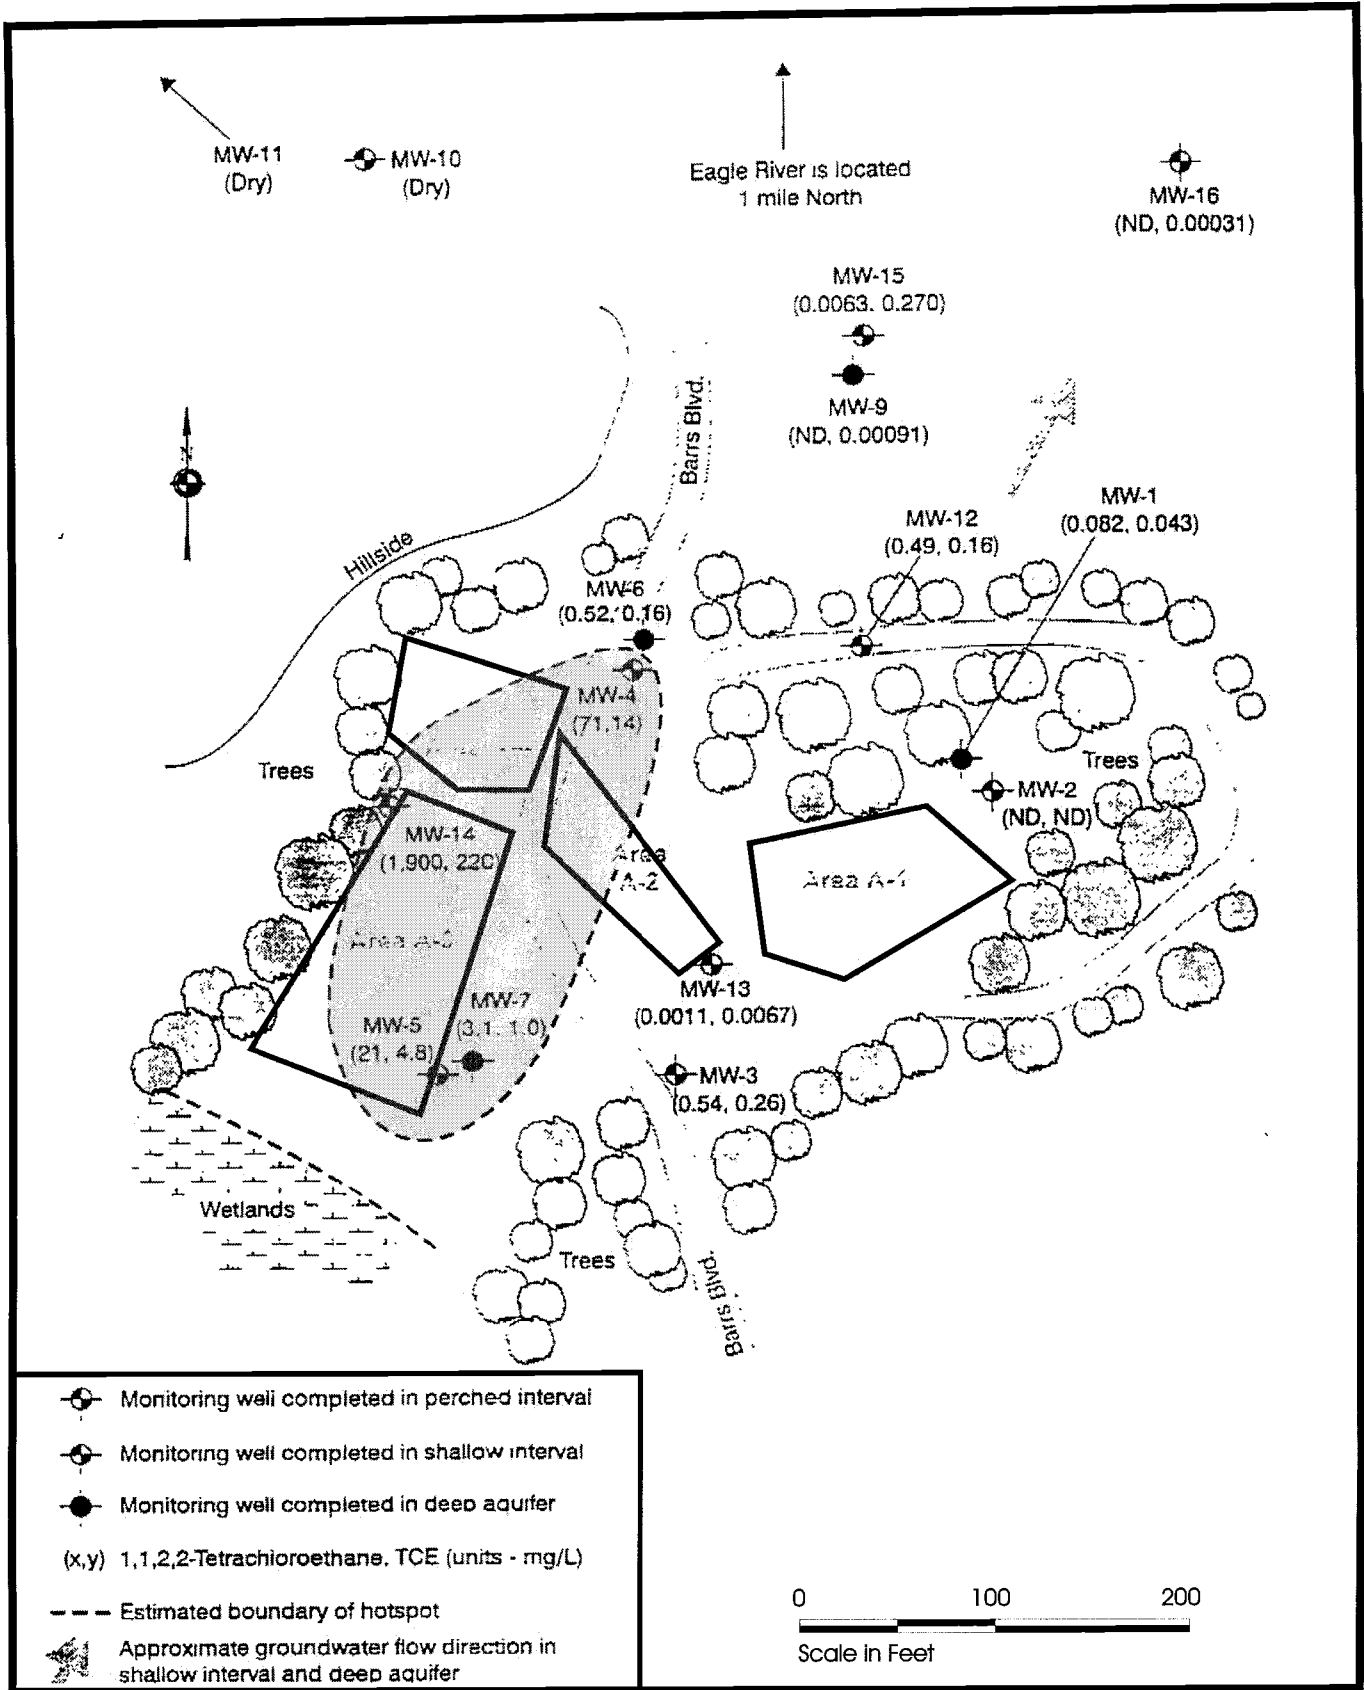 MW-11
(Dry)
MW-10
(Dry)
Eagle River is located
1 mile North
MW-16
(ND, 0.00031)
MW-15
(0.0063. 0.270)
MW-9
(ND, 0.00091)
Barrs Blvd.
N
MW-1
(0.082, 0.043)
MW-12
(0.49, 0.16)
Hillside
MW-6
(0.52, 0.16)
MW-4
(71,14)
Trees
Trees
MW-2
(ND, ND)
MW-14
(1,900, 220)
Area
A-2
Area A-1
Area A-3
MW-7
(3.1, 1.0)
MW-5
(21, 4.8)
MW-13
(0.0011, 0.0067)
MW-3
(0.54, 0.26)
Wetlands
Trees
Barrs Blvd.
Monitoring well completed in perched interval
Monitoring well completed in shallow interval
Monitoring well completed in deep aquifer
(x,y) 1,1,2,2-Tetrachloroethane. TCE (units - mg/L)
Estimated boundary of hotspot
Approximate groundwater flow direction in
shallow interval and deep aquifer
0 100 200
Scale in Feet